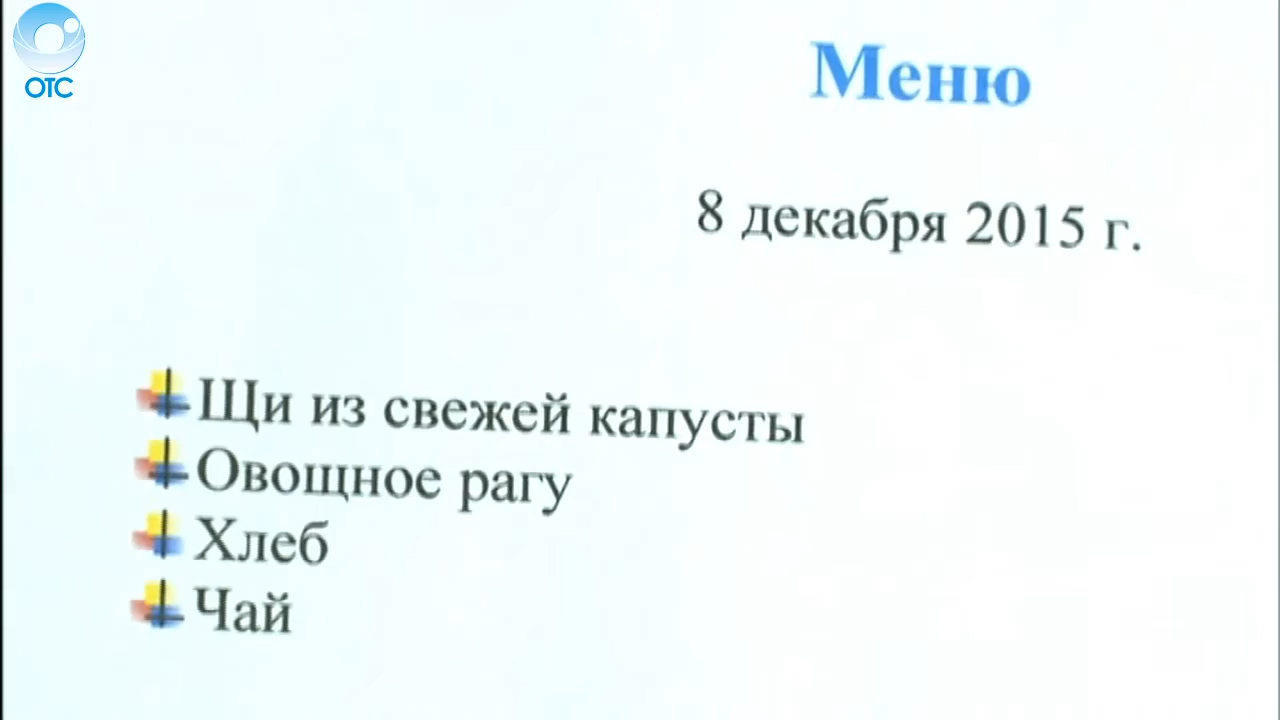 ОТС
Меню
8 декабря 2015 г.
Щи из свежей капусты
Овощное рагу
Хлеб
Чай